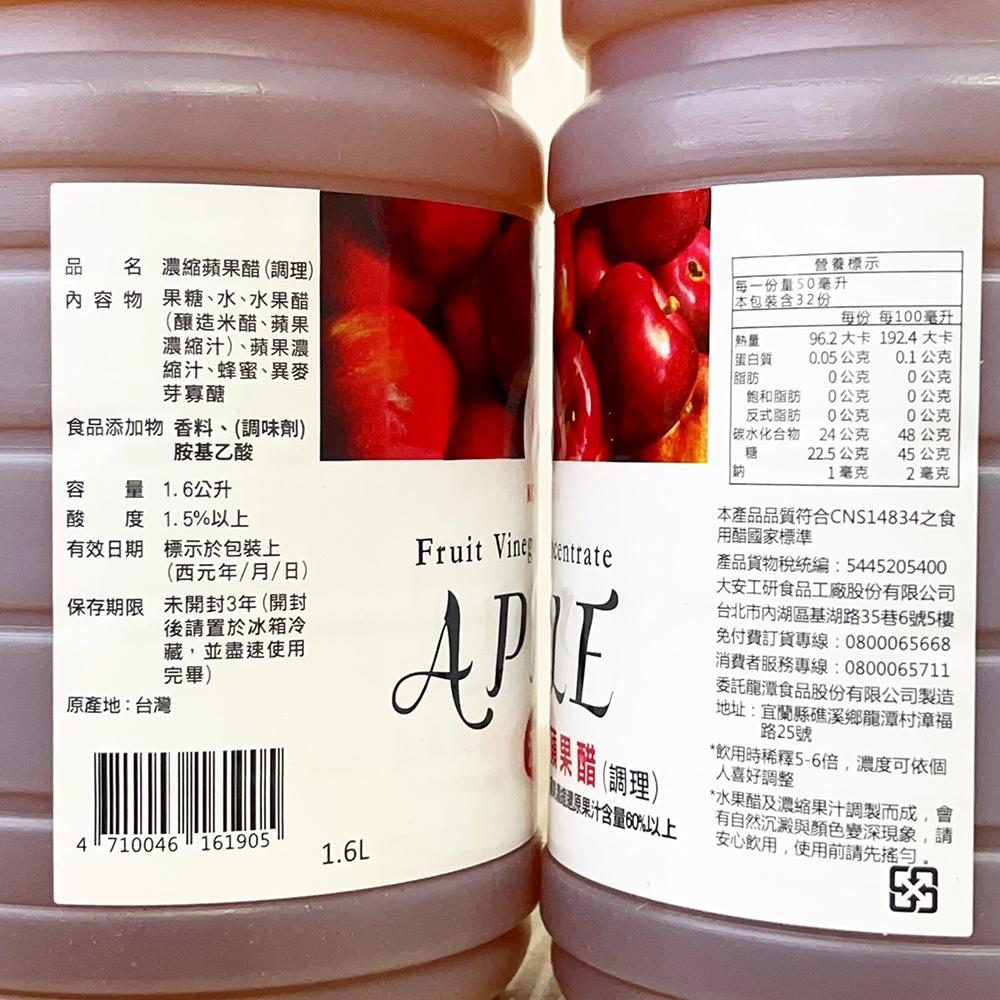 品 名 濃縮蘋果醋(調理)
內容物 果糖、水、水果醋
(釀造米醋、蘋果
濃縮汁)、蘋果濃
縮汁、蜂蜜、異麥
芽寡醣
食品添加物 香料、(調味劑)
胺基乙酸
容 量 1.6公升
酸 度 1.5%以上
有效日期 標示於包裝上
(西元年/月/日)
保存期限 未開封3年(開封
後請置於冰箱冷
藏,並盡速使用
完畢)
原產地:台灣
4 710046 161905
1.6L
Fruit
蘋果醋(調理)
原果汁含量60%以上
營養標示
每一份量50毫升
本包裝含32份
每份 每100毫升
熱量 96.2大卡 192.4大卡
蛋白質 0.05公克 0.1公克
脂肪 0公克 0公克
飽和脂肪 0公克 0公克
反式脂肪 0公克 0公克
碳水化合物 24公克 48公克
糖 22.5公克 45公克
鈉 1毫克 2毫克
本產品品質符合CNS14834之食
用醋國家標準
產品貨物稅統編:5445205400
大安工研食品工廠股份有限公司
台北市內湖區基湖路35巷6號5樓
免付費訂貨專線:0800065668
消費者服務專線:0800065711
委託龍潭食品股份有限公司製造
地址:宜蘭縣礁溪鄉龍潭村漳福
路25號
*飲用時稀釋5-6倍,濃度可依個
人喜好調整
*水果醋及濃縮果汁調製而成,會
有自然沉澱與顏色變深現象,請
安心飲用,使用前請先搖勻。